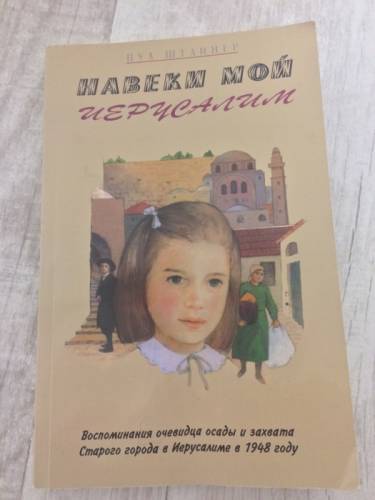 ПУА ШТАЙНЕР
НАВЕКИ МОЙ
ИЕРУСАЛИМ
Воспоминания очевидца осады и захвата
Старого города в Иерусалиме в 1948 году